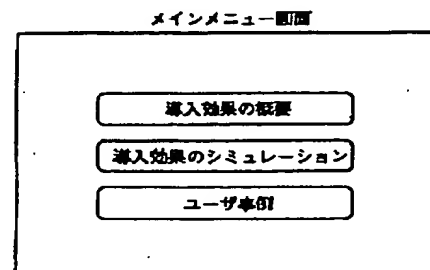 メインメニュー画面
導入効果の概要
導入効果のシミュレーション
ユーザ事例